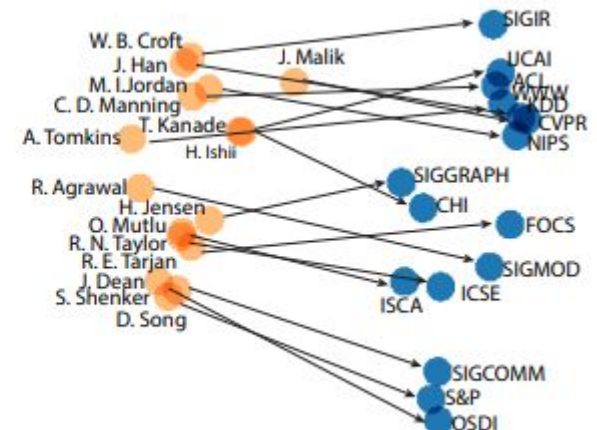 W. B. Croft
J. Han
M. I.Jordan
C. D. Manning
J. Malik
A. Tomkins
T. Kanade
H. Ishii
R. Agrawal
H. Jensen
O. Mutlu
R. N. Taylor
R. E. Tarjan
J. Dean
S. Shenker
D. Song
SIGIR
IJCAI
ACL
WWW
KDD
CVPR
NIPS
SIGGRAPH
CHI
FOCS
SIGMOD
ISCA
ICSE
SIGCOMM
S&P
OSDI